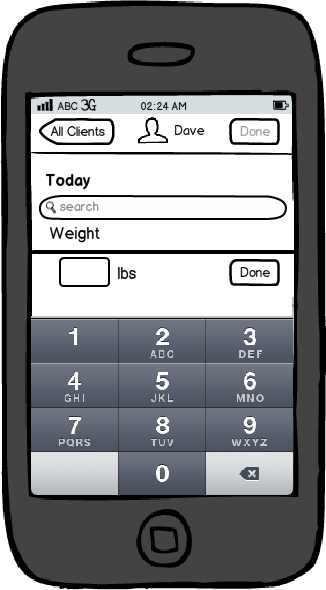 ABC 3G 02:24 AM
All Clients Dave Done
Today
search
Weight
lbs Done
1 2 3
ABC DEF
4 5 6
GHI JKL MNO
7 8 9
PQRS TUV WXYZ
0